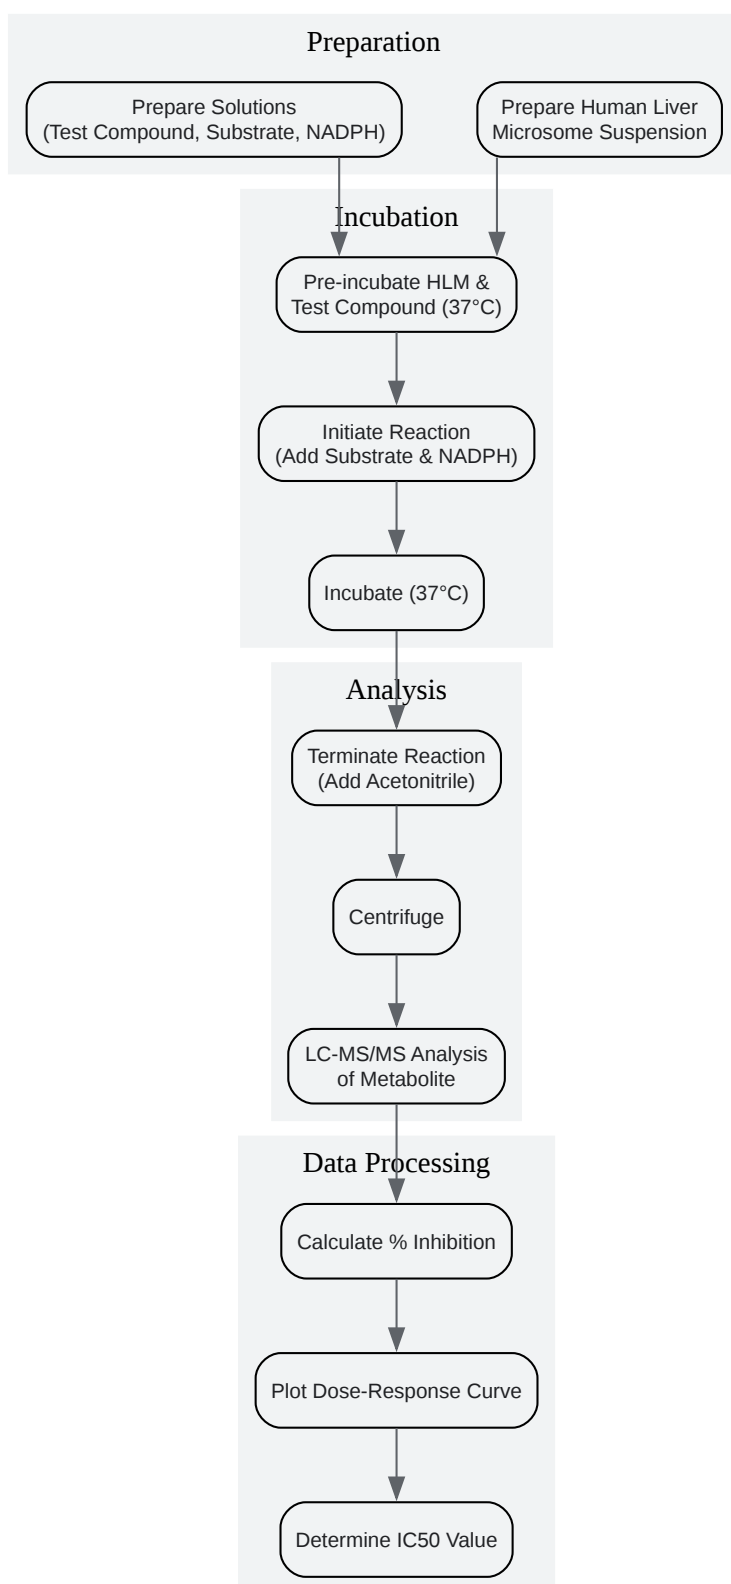 Preparation
Prepare Solutions
(Test Compound, Substrate, NADPH)
Prepare Human Liver
Microsome Suspension
Incubation
Pre-incubate HLM &
Test Compound (37°C)
Initiate Reaction
(Add Substrate & NADPH)
Incubate (37°C)
Analysis
Terminate Reaction
(Add Acetonitrile)
Centrifuge
LC-MS/MS Analysis
of Metabolite
Data Processing
Calculate % Inhibition
Plot Dose-Response Curve
Determine IC50 Value